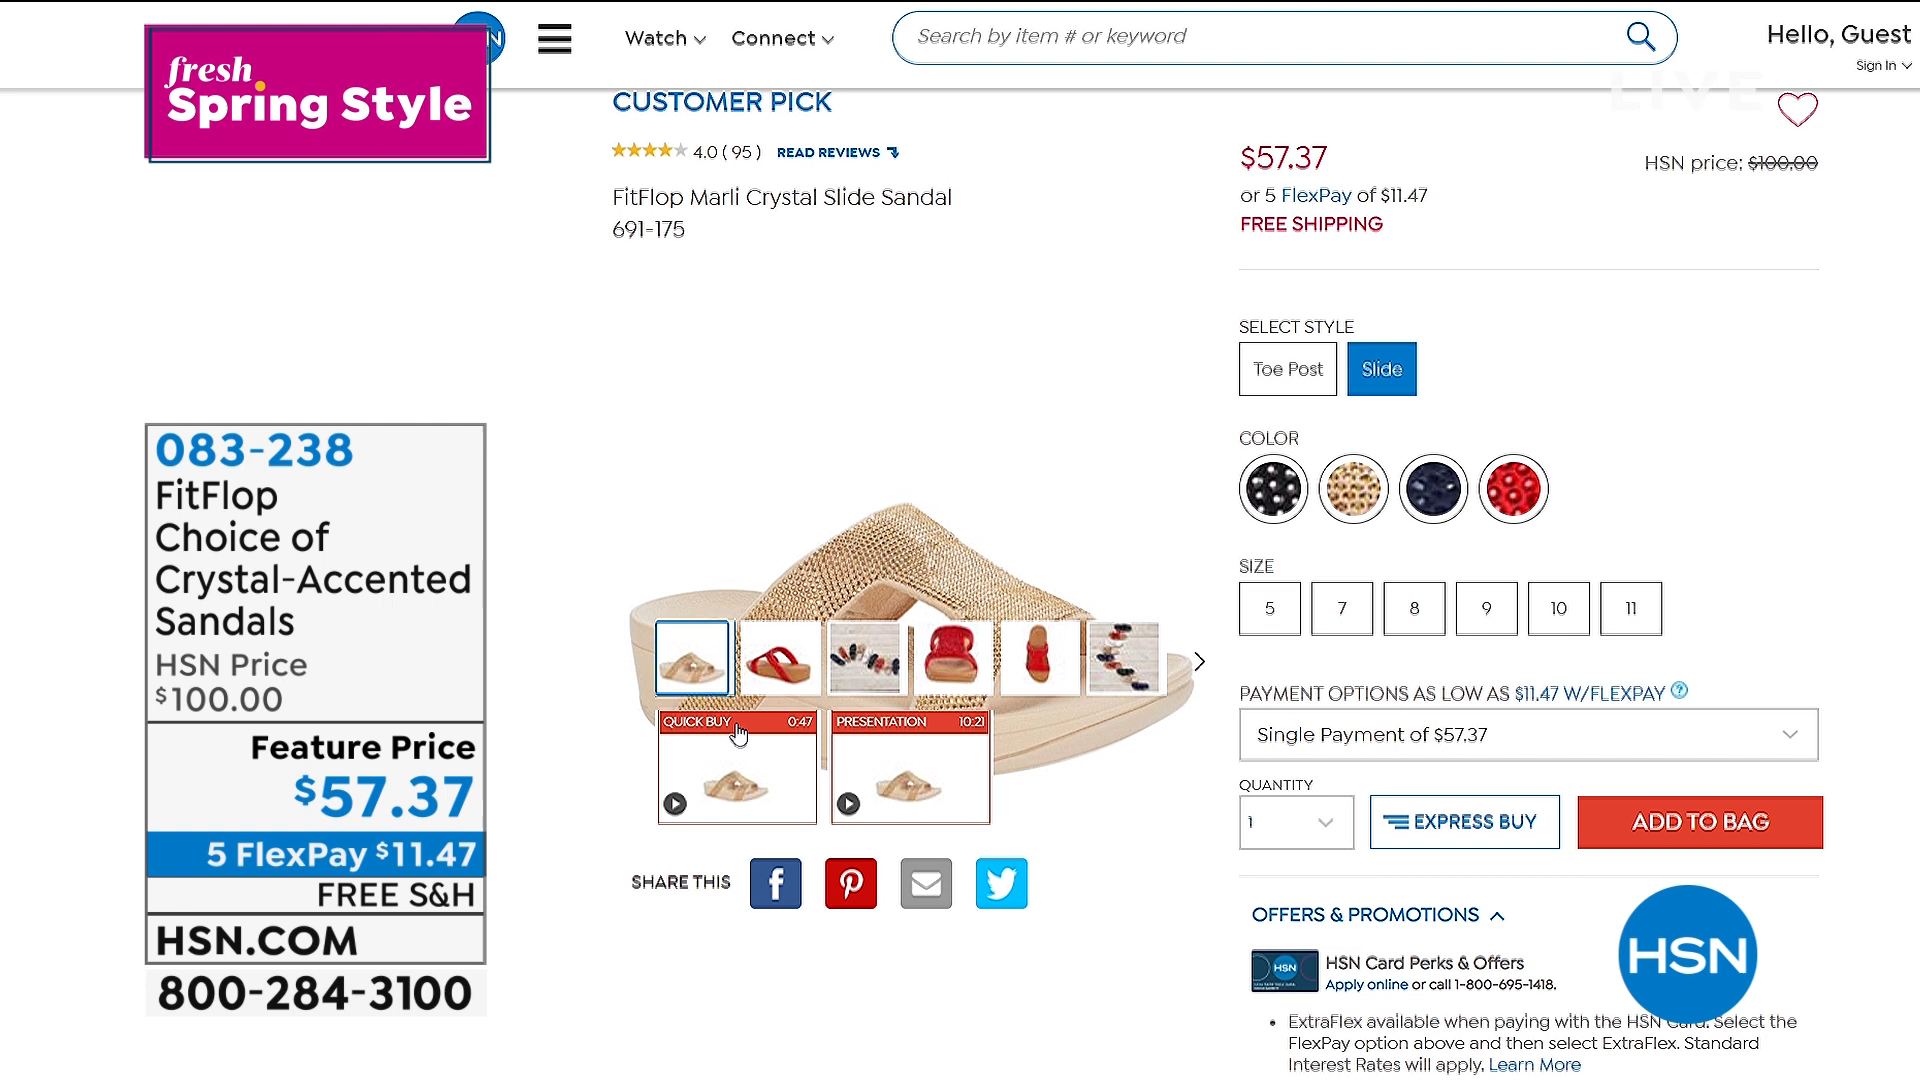 fresh
Spring Style
Watch
Connect
Search by item # or keyword
Hello, Guest
Sign In
LIVE
CUSTOMER PICK
4.0 ( 95 ) READ REVIEWS
FitFlop Marli Crystal Slide Sandal
691-175
$57.37
HSN price: $100.00
or 5 FlexPay of $11.47
FREE SHIPPING
SELECT STYLE
Toe Post
Slide
COLOR
SIZE
5
7
8
9
10
11
PAYMENT OPTIONS AS LOW AS $11.47 W/FLEXPAY ?
Single Payment of $57.37
QUANTITY
1
EXPRESS BUY
ADD TO BAG
OFFERS & PROMOTIONS
HSN
HSN Card Perks & Offers
Apply online or call 1-800-695-1418.
• ExtraFlex available when paying with the HSN Card. Select the
FlexPay option above and then select ExtraFlex. Standard
Interest Rates will apply. Learn More
HSN
QUICK BUY 0:47
PRESENTATION 10:21
SHARE THIS
083-238
FitFlop
Choice of
Crystal-Accented
Sandals
HSN Price
$100.00
Feature Price
$57.37
5 FlexPay $11.47
FREE S&H
HSN.COM
800-284-3100